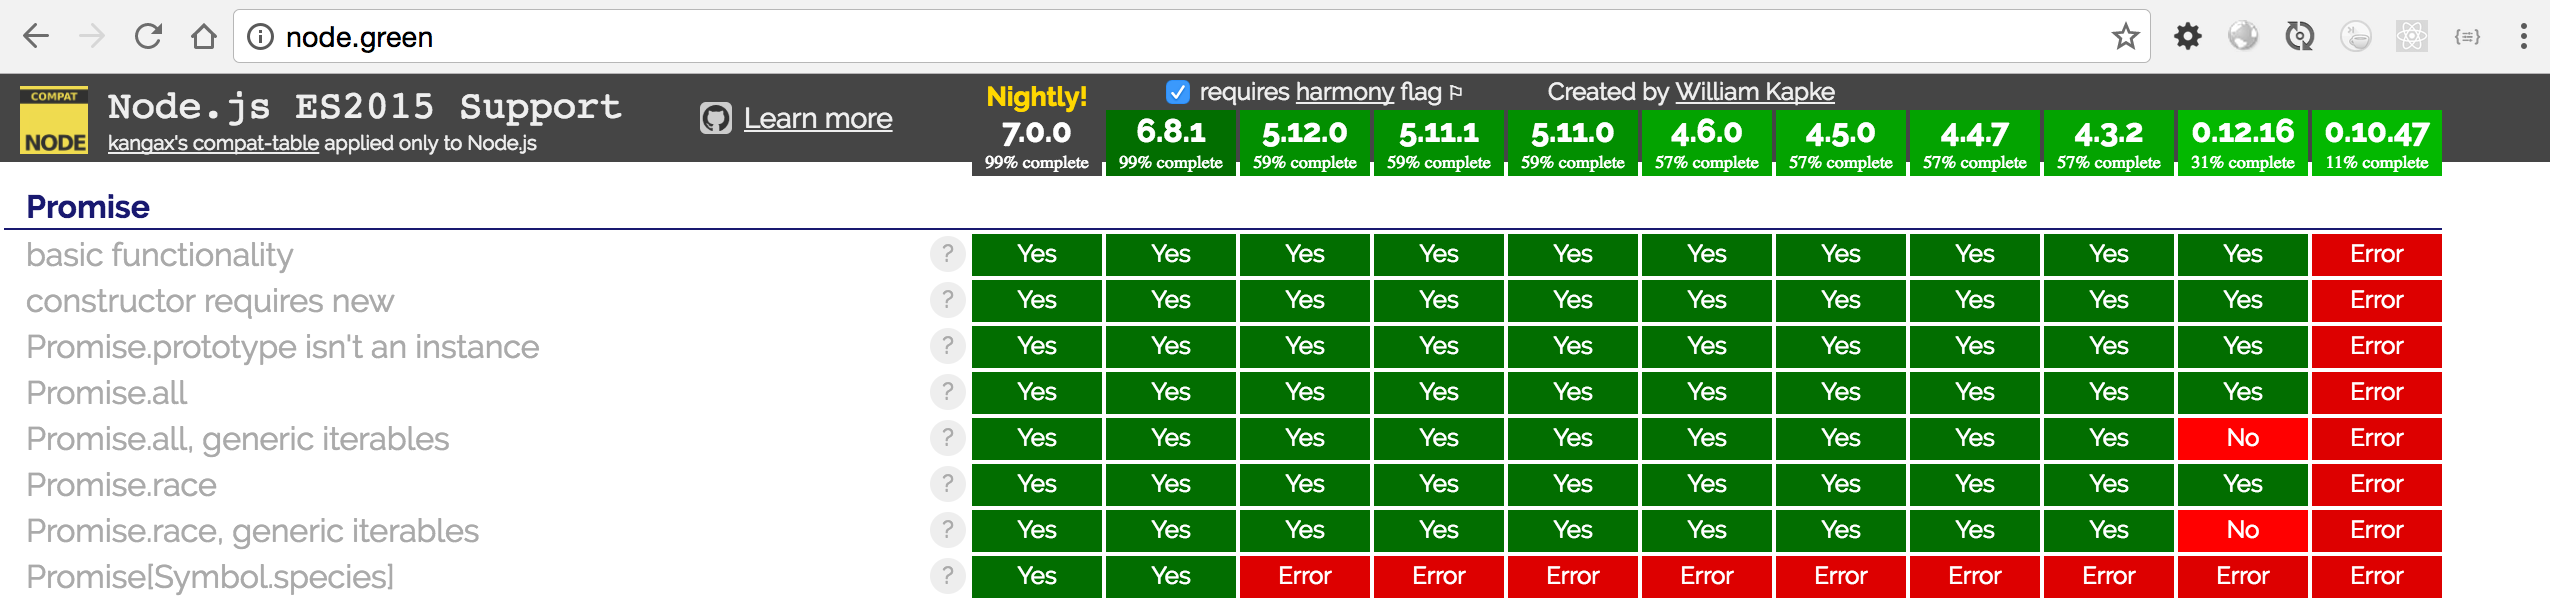 node.green
COMPAT
NODE
Node.js ES2015 Support
kangax's compat-table applied only to Node.js
Learn more
requires harmony flag
Created by William Kapke
Nightly!
7.0.0 6.8.1 5.12.0 5.11.1 5.11.0 4.6.0 4.5.0 4.4.7 4.3.2 0.12.16 0.10.47
99% complete 99% complete 59% complete 59% complete 59% complete 57% complete 57% complete 57% complete 57% complete 31% complete 11% complete
Promise
basic functionality ? Yes Yes Yes Yes Yes Yes Yes Yes Yes Yes Error
constructor requires new ? Yes Yes Yes Yes Yes Yes Yes Yes Yes Yes Error
Promise.prototype isn't an instance ? Yes Yes Yes Yes Yes Yes Yes Yes Yes Yes Error
Promise.all ? Yes Yes Yes Yes Yes Yes Yes Yes Yes Yes Error
Promise.all, generic iterables ? Yes Yes Yes Yes Yes Yes Yes Yes Yes No Error
Promise.race ? Yes Yes Yes Yes Yes Yes Yes Yes Yes Yes Error
Promise.race, generic iterables ? Yes Yes Yes Yes Yes Yes Yes Yes Yes No Error
Promise[Symbol.species] ? Yes Yes Error Error Error Error Error Error Error Error Error